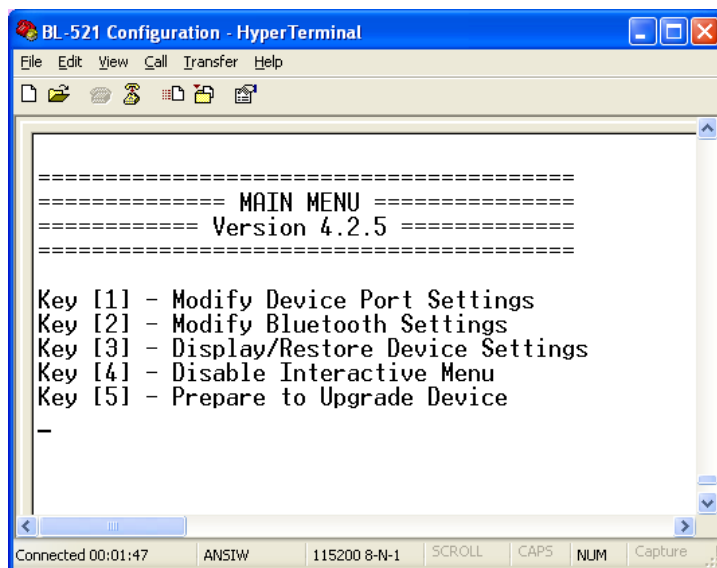 BL-521 Configuration - HyperTerminal
File Edit View Call Transfer Help
========================================
============== MAIN MENU ===============
============ Version 4.2.5 =============
========================================
Key [1] - Modify Device Port Settings
Key [2] - Modify Bluetooth Settings
Key [3] - Display/Restore Device Settings
Key [4] - Disable Interactive Menu
Key [5] - Prepare to Upgrade Device
_
Connected 00:01:47 ANSIW 115200 8-N-1 SCROLL CAPS NUM Capture